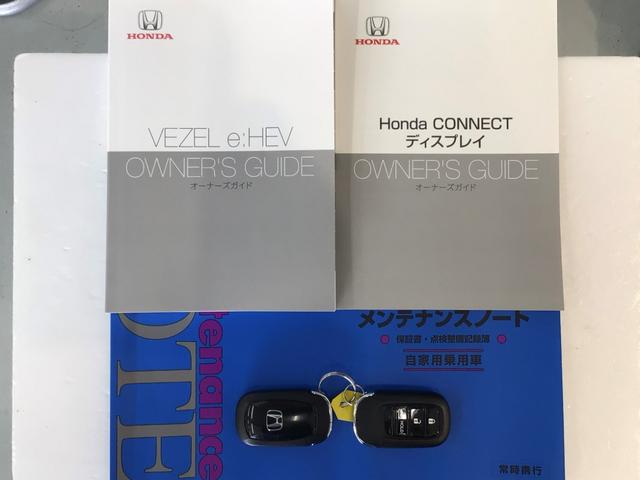 HONDA
VEZEL e:HEV
OWNER'S GUIDE
オーナーズガイド
HONDA
Honda CONNECT
ディスプレイ
OWNER'S GUIDE
オーナーズガイド
tenance
OTE
メンテナンスノート
保証書・点検整備記録簿
自家用乗用車
HOLD
常時携行